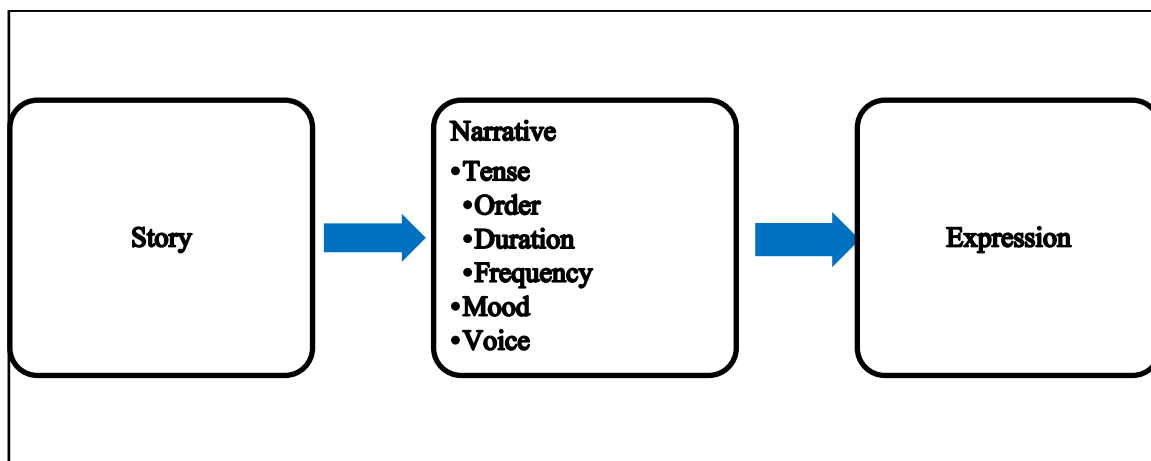 Story
Narrative
•Tense
•Order
•Duration
•Frequency
•Mood
•Voice
Expression